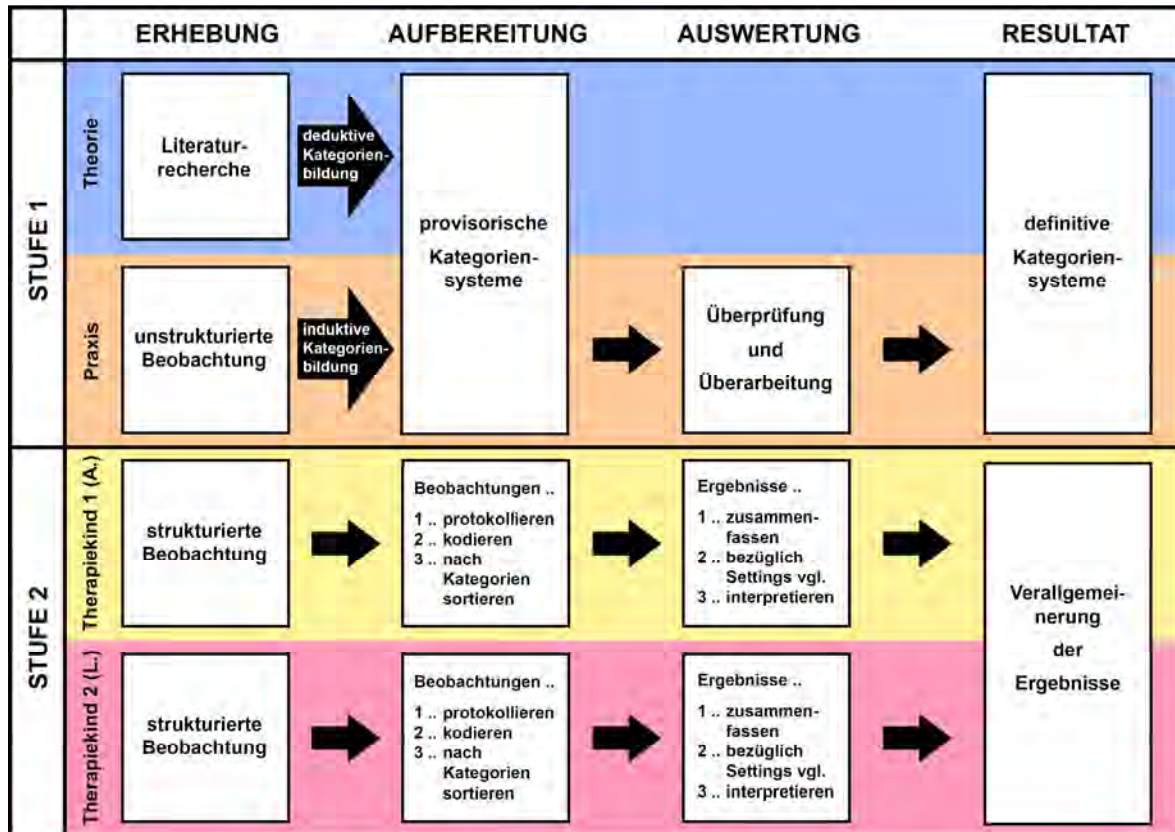 ERHEBUNG AUFBEREITUNG AUSWERTUNG RESULTAT
STUFE 1
Theorie
Literatur-
recherche
deduktive
Kategorien-
bildung
provisorische
Kategorien-
systeme
definitive
Kategorien-
systeme
Praxis
unstrukturierte
Beobachtung
induktive
Kategorien-
bildung
Überprüfung
und
Überarbeitung
STUFE 2
Therapiekind 1 (A.)
strukturierte
Beobachtung
Beobachtungen ..
1 .. protokollieren
2 .. kodieren
3 .. nach
Kategorien
sortieren
Ergebnisse ..
1 .. zusammen-
fassen
2 .. bezüglich
Settings vgl.
3 .. interpretieren
Verallgemei-
nerung
der
Ergebnisse
Therapiekind 2 (L.)
strukturierte
Beobachtung
Beobachtungen ..
1 .. protokollieren
2 .. kodieren
3 .. nach
Kategorien
sortieren
Ergebnisse ..
1 .. zusammen-
fassen
2 .. bezüglich
Settings vgl.
3 .. interpretieren